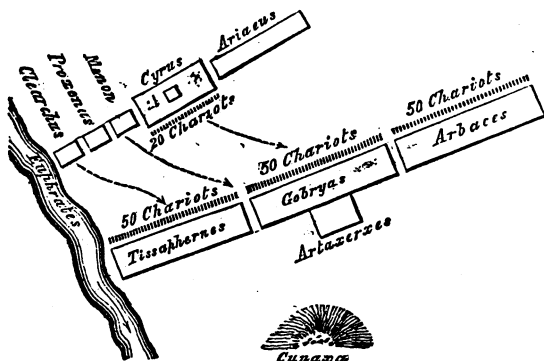 Ariaeus
Cyrus
Menon
Proxenus
Clearchus
20 Chariots
50 Chariots
Arbaces
50 Chariots
Gobryas
50 Chariots
Tissaphernes
Artaxerxes
Euphrates
Cunaxa